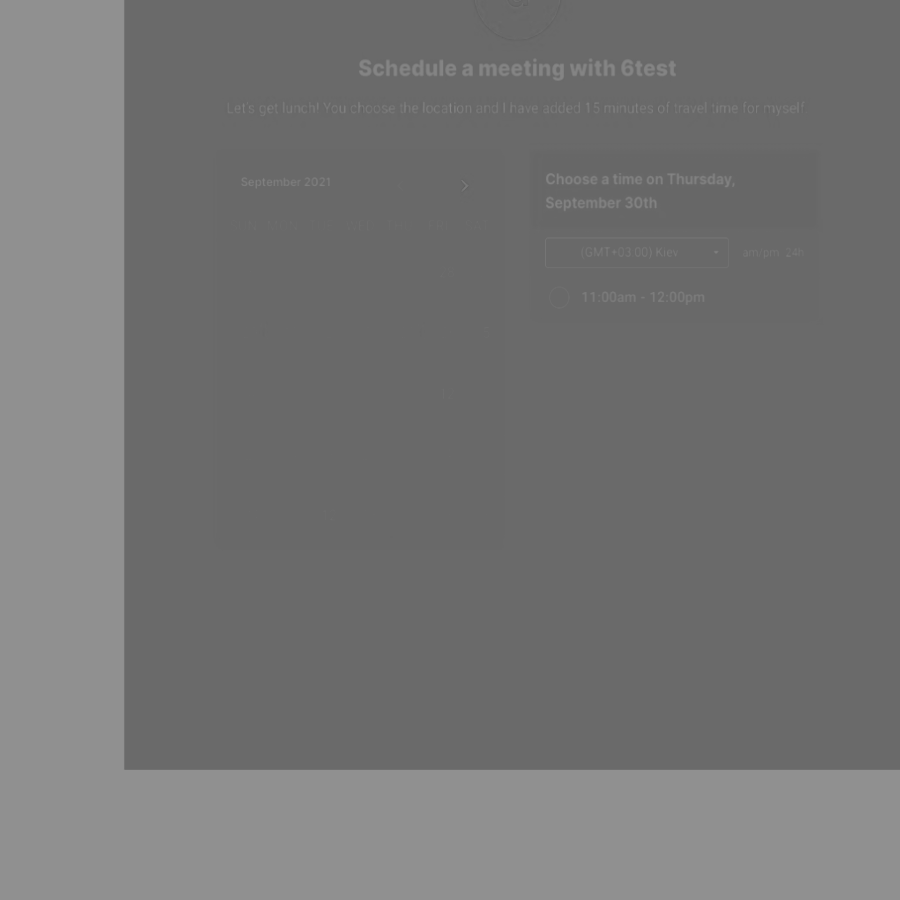 Schedule a meeting with 6test
Let's get lunch! You choose the location and I have added 15 minutes of travel time for myself
September 2021
Choose a time on Thursday,
September 30th
(GMT+03:00) Kiev
am/pm 24h
11:00am - 12:00pm